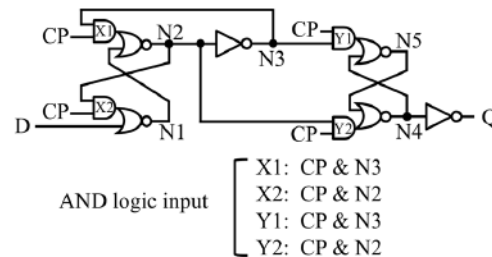 CP
X1
N2
N3
CP
Y1
N5
CP
X2
D
N1
CP
Y2
N4
Q
AND logic input
X1: CP & N3
X2: CP & N2
Y1: CP & N3
Y2: CP & N2